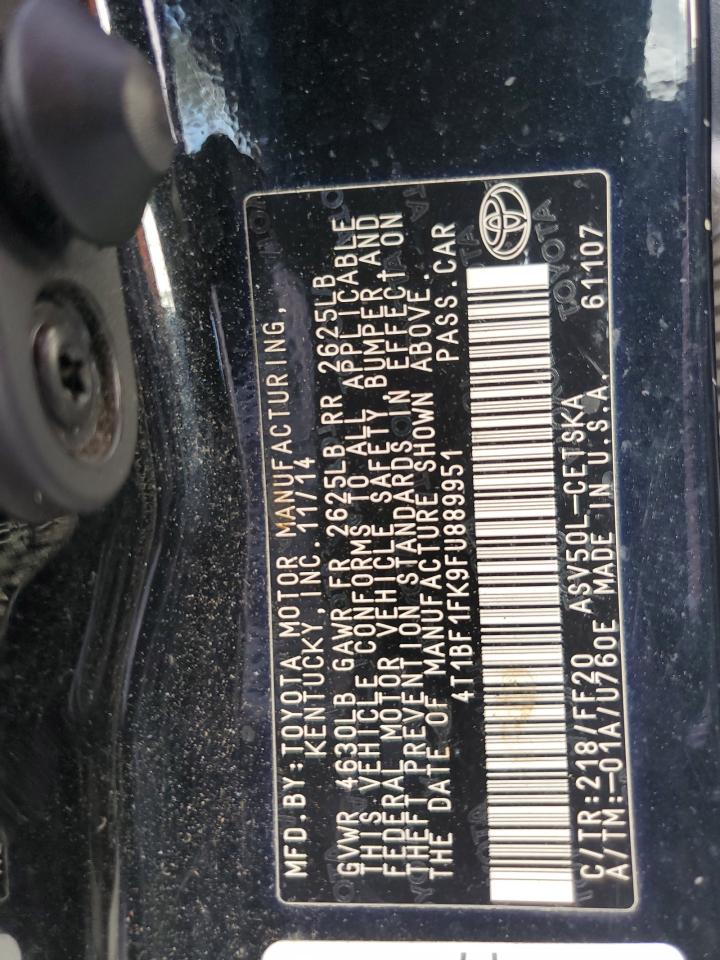 MFD.BY:TOYOTA MOTOR MANUFACTURING,
KENTUCKY, INC. 11/14
GVWR 4630LB GAWR FR 2625LB RR 2625LB
THIS VEHICLE CONFORMS TO ALL APPLICABLE
FEDERAL MOTOR VEHICLE SAFETY, BUMPER AND
THEFT PREVENTION STANDARDS IN EFFECT ON
THE DATE OF MANUFACTURE SHOWN ABOVE.
4T1BF1FK9FU889951 PASS.CAR
C/TR:218/FF20 ASV50L-CETSKA
A/TM:-01A/U760E MADE IN U.S.A. 61107
TOYOTA